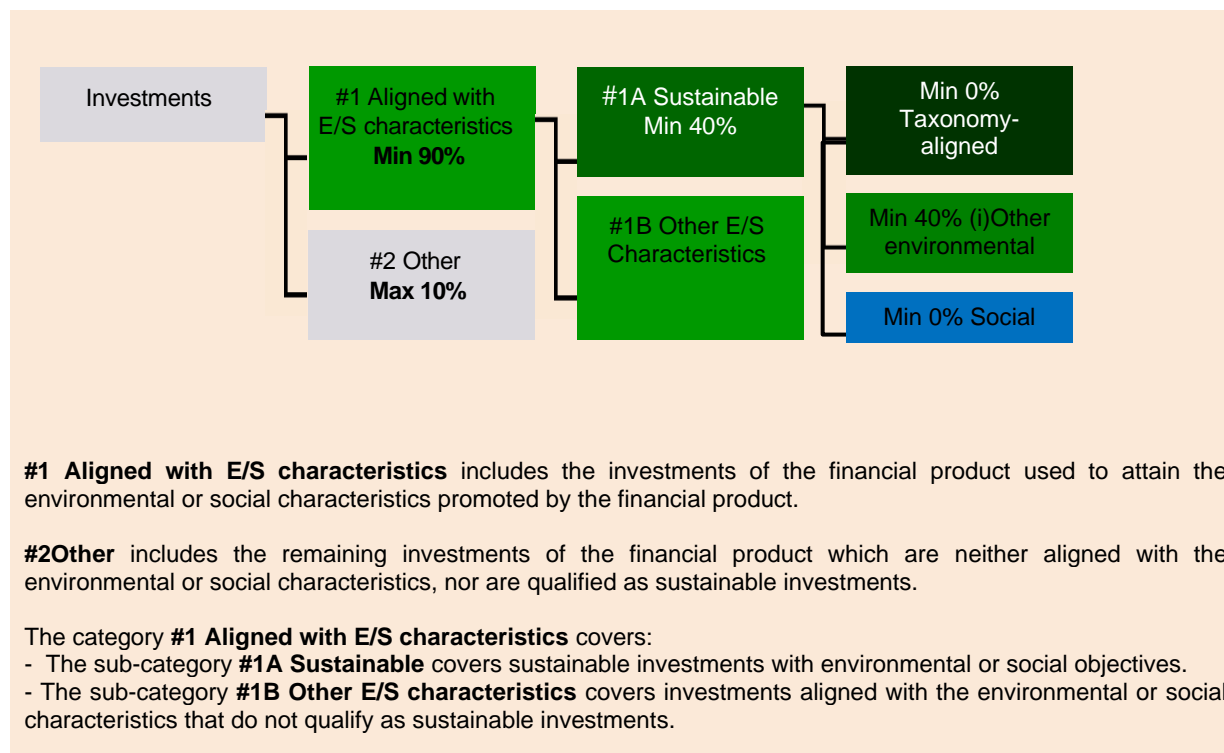 Investments
#1 Aligned with
E/S characteristics
Min 90%
#2 Other
Max 10%
#1A Sustainable
Min 40%
#1B Other E/S
Characteristics
Min 0%
Taxonomy-
aligned
Min 40% (i)Other
environmental
Min 0% Social
#1 Aligned with E/S characteristics includes the investments of the financial product used to attain the
environmental or social characteristics promoted by the financial product.
#2Other includes the remaining investments of the financial product which are neither aligned with the
environmental or social characteristics, nor are qualified as sustainable investments.
The category #1 Aligned with E/S characteristics covers:
- The sub-category #1A Sustainable covers sustainable investments with environmental or social objectives.
- The sub-category #1B Other E/S characteristics covers investments aligned with the environmental or social
characteristics that do not qualify as sustainable investments.